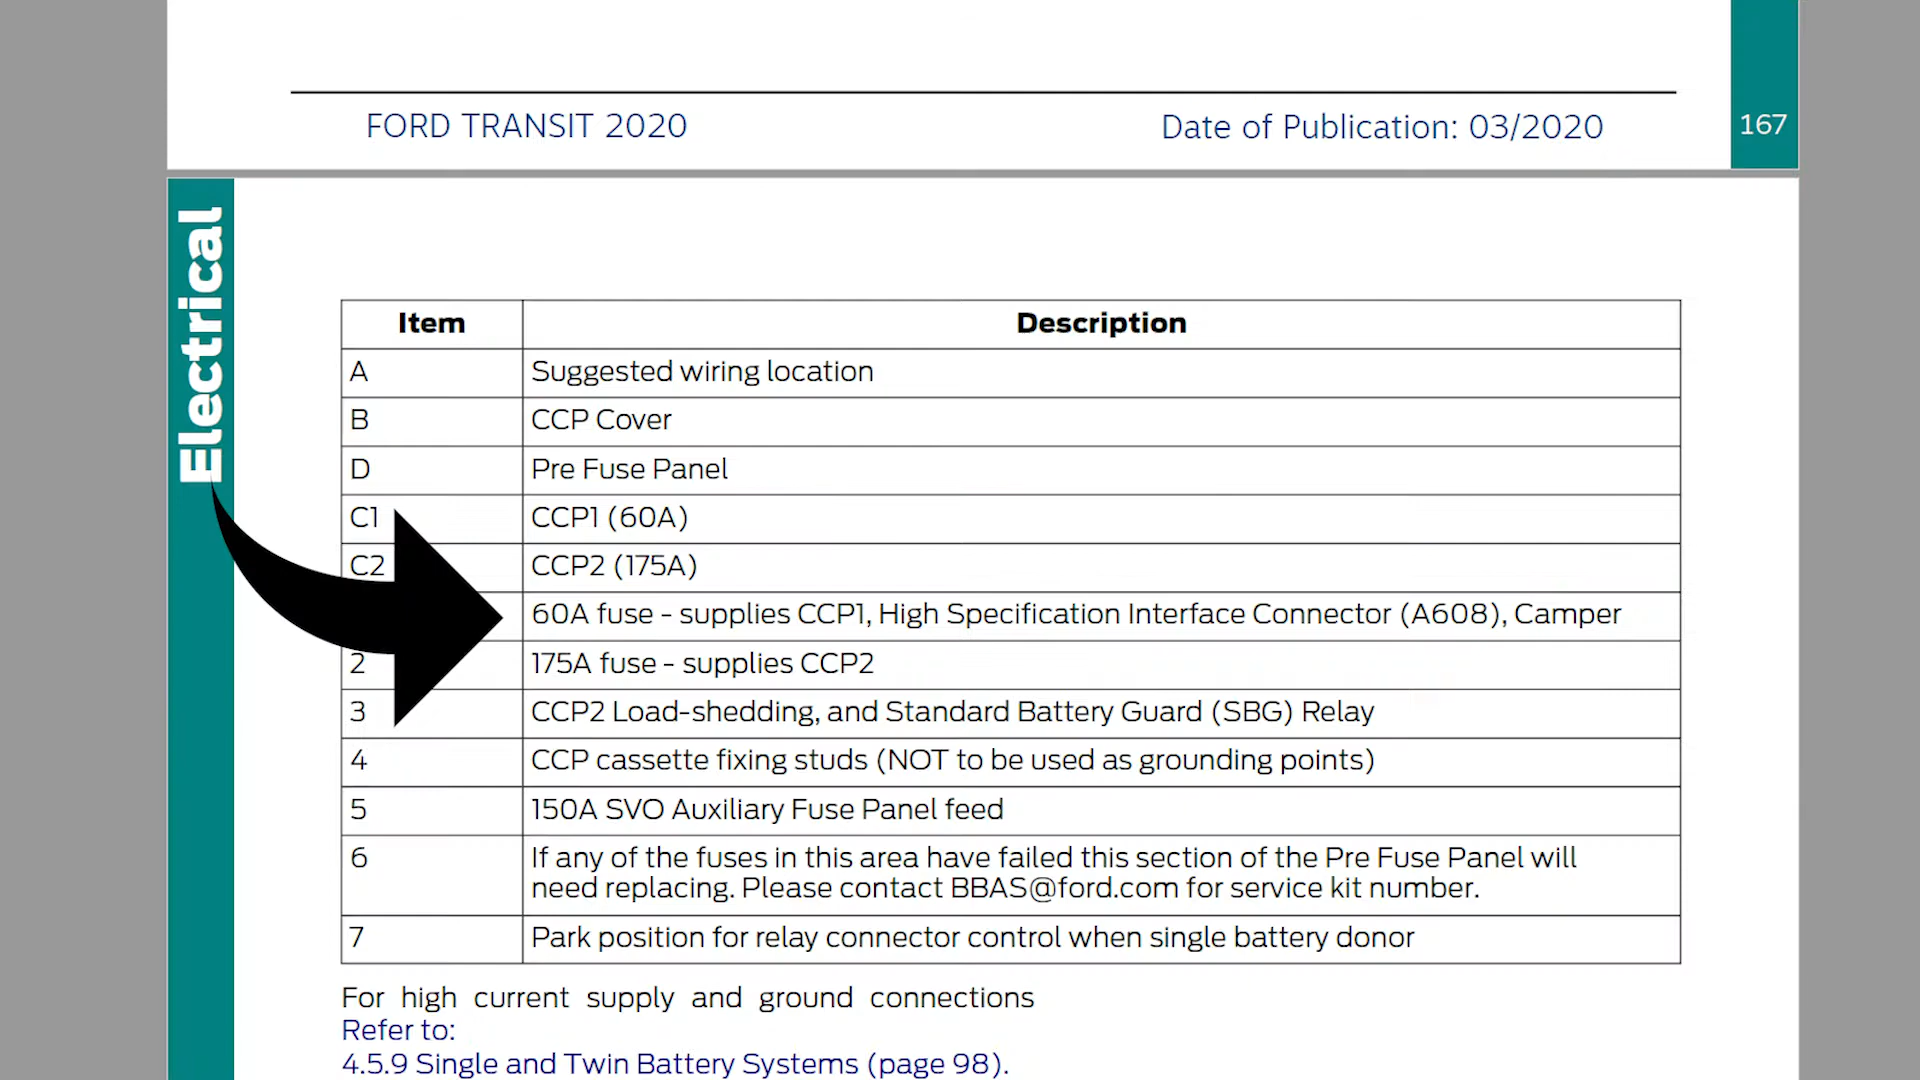 FORD TRANSIT 2020
Date of Publication: 03/2020
167
Electrical
Item Description
A Suggested wiring location
B CCP Cover
D Pre Fuse Panel
C1 CCP1 (60A)
C2 CCP2 (175A)
60A fuse - supplies CCP1, High Specification Interface Connector (A608), Camper
2 175A fuse - supplies CCP2
3 CCP2 Load-shedding, and Standard Battery Guard (SBG) Relay
4 CCP cassette fixing studs (NOT to be used as grounding points)
5 150A SVO Auxiliary Fuse Panel feed
6 If any of the fuses in this area have failed this section of the Pre Fuse Panel will
need replacing. Please contact BBAS@ford.com for service kit number.
7 Park position for relay connector control when single battery donor
For high current supply and ground connections
Refer to:
4.5.9 Single and Twin Battery Systems (page 98).